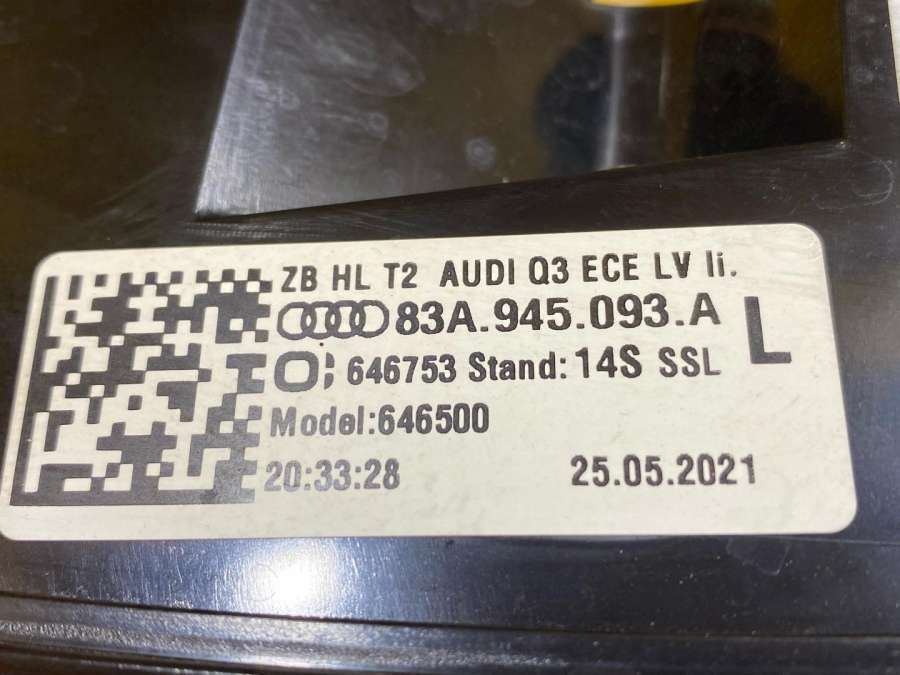 ZB HL T2 AUDI Q3 ECE LV li.
83A.945.093.A
L
646753 Stand: 14S SSL
Model:646500
20:33:28 25.05.2021